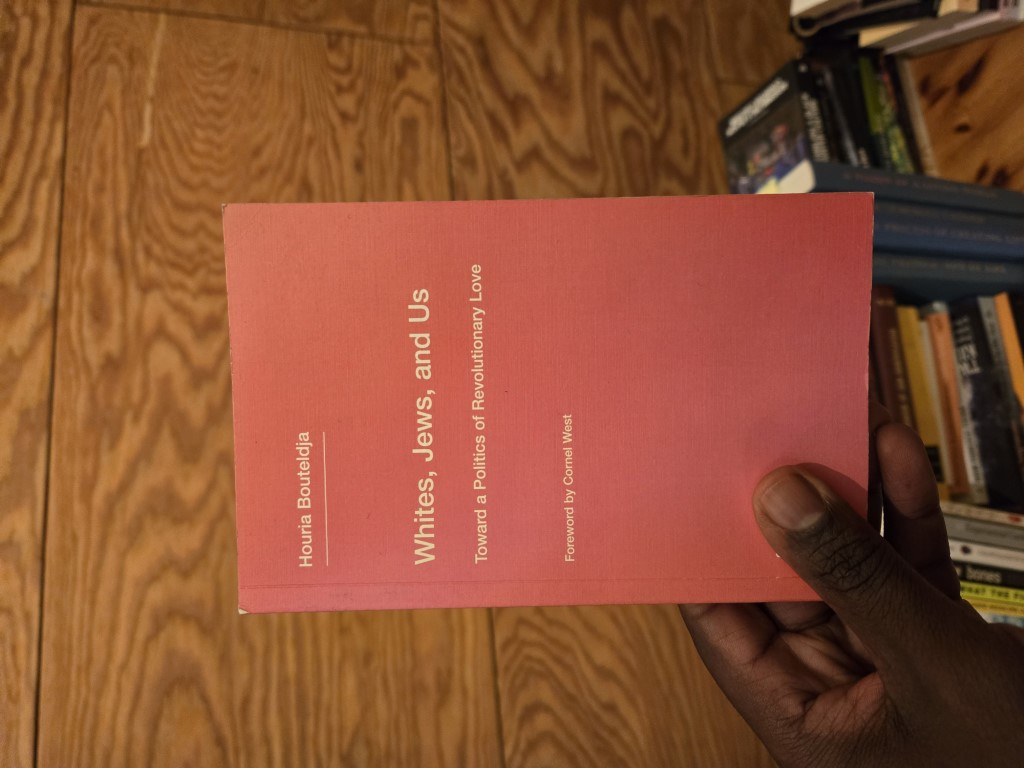 Houria Bouteldja
Whites, Jews, and Us
Toward a Politics of Revolutionary Love
Foreword by Cornel West